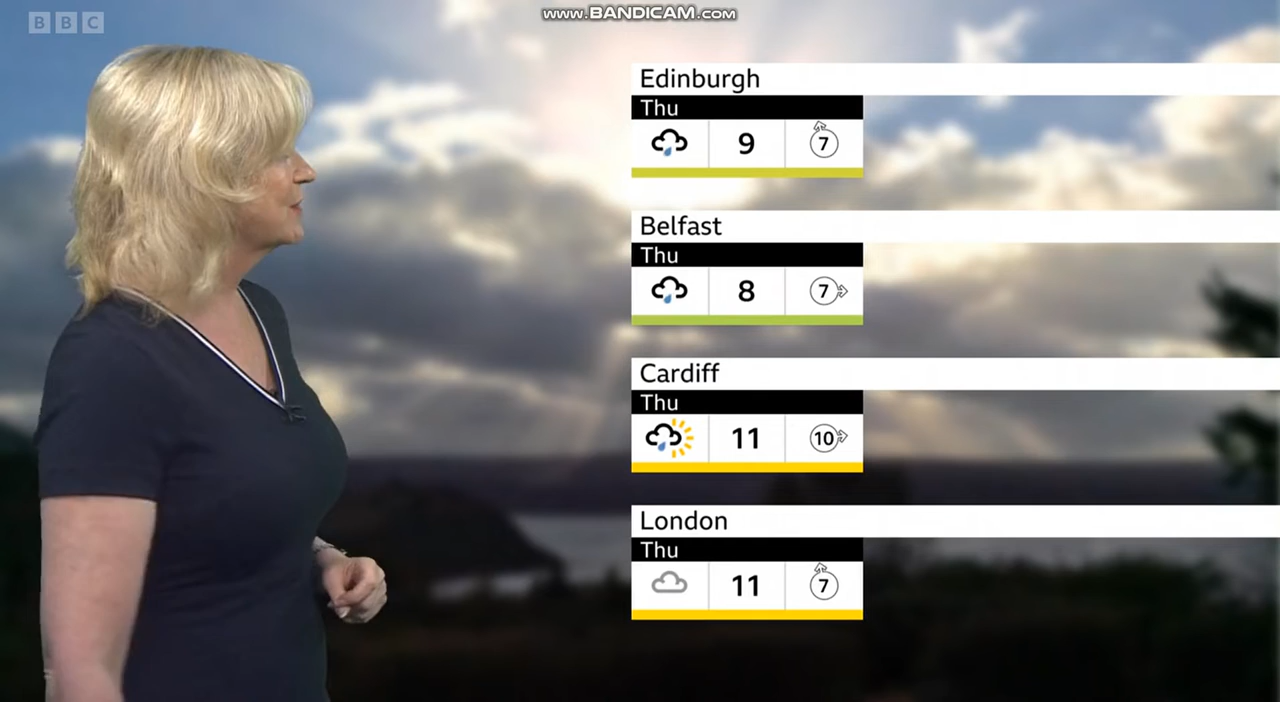 BBC
www.BANDICAM.com
Edinburgh
Thu
9 7
Belfast
Thu
8 7
Cardiff
Thu
11 10
London
Thu
11 7